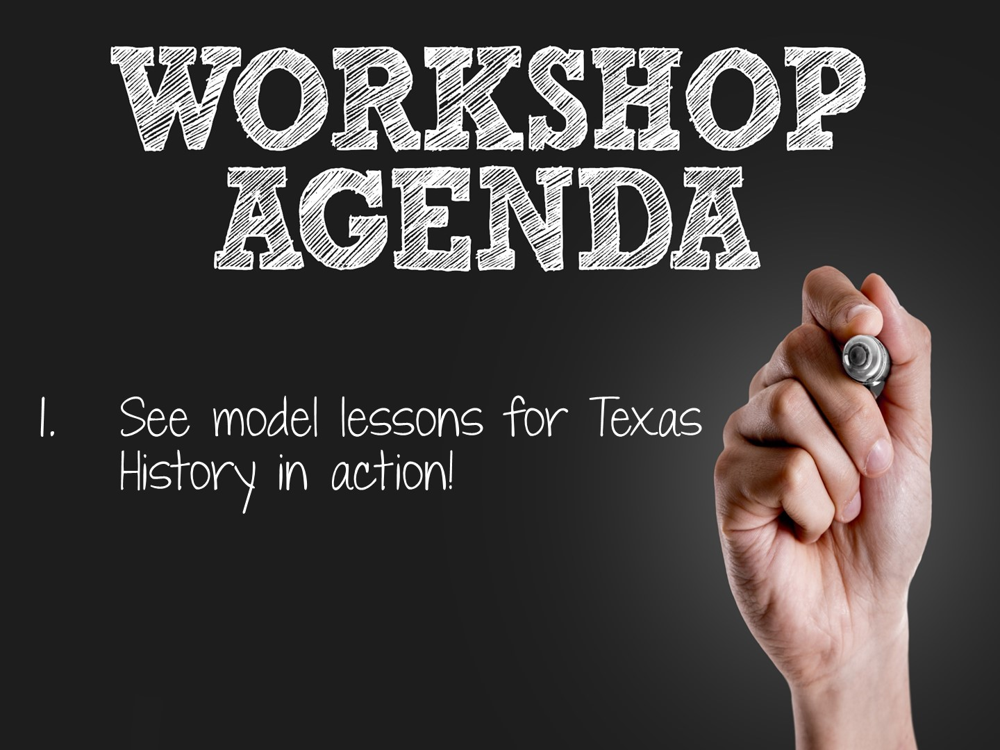 WORKSHOP
AGENDA
1. See model lessons for Texas
History in action!